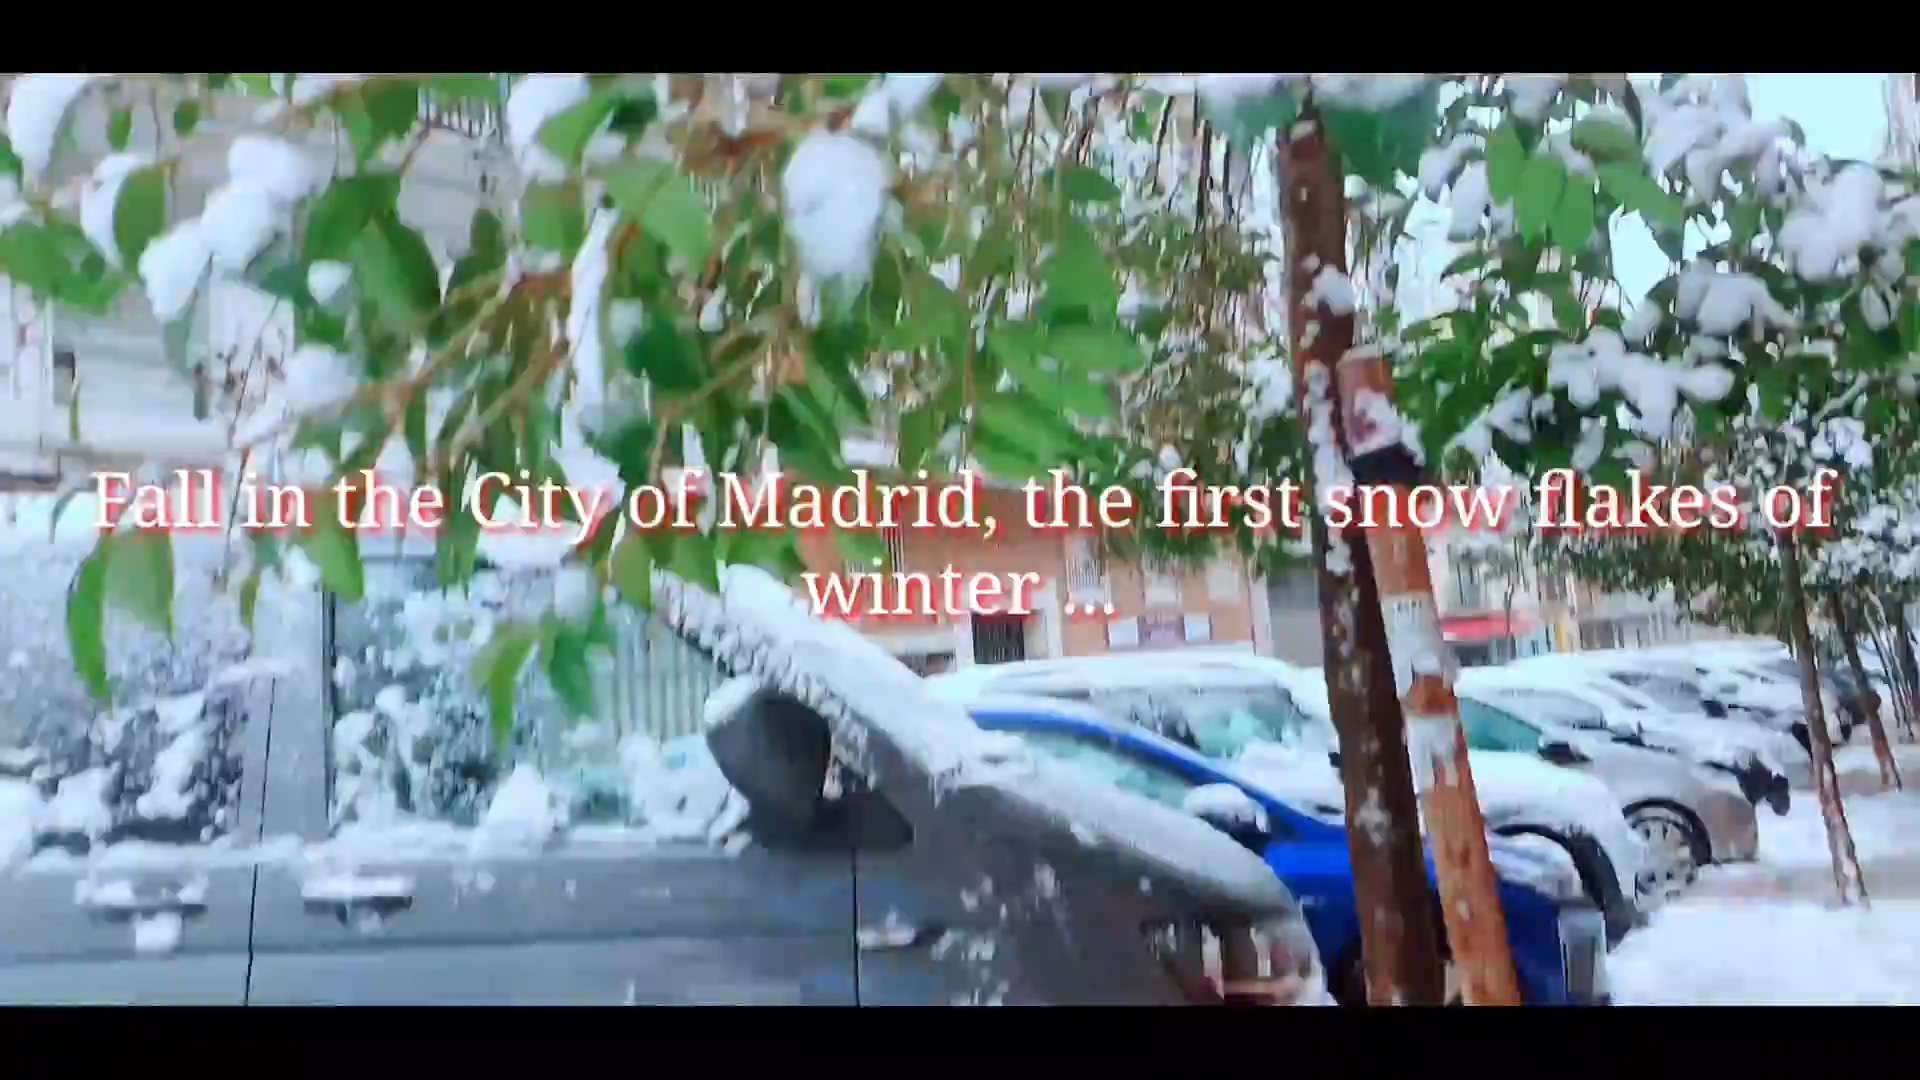 Fall in the City of Madrid, the first snow flakes of
winter ...